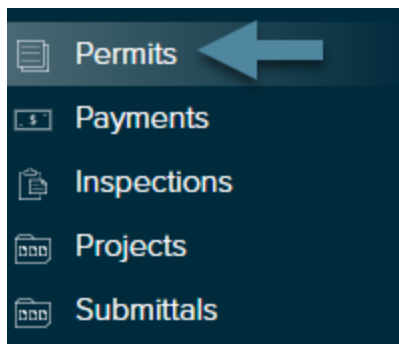 Permits
Payments
Inspections
Projects
Submittals